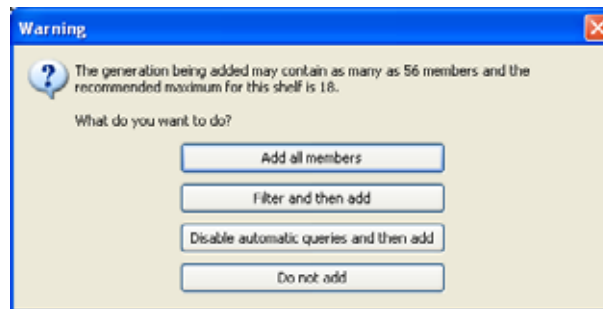 Warning
The generation being added may contain as many as 56 members and the
recommended maximum for this shelf is 18.
What do you want to do?
Add all members
Filter and then add
Disable automatic queries and then add
Do not add